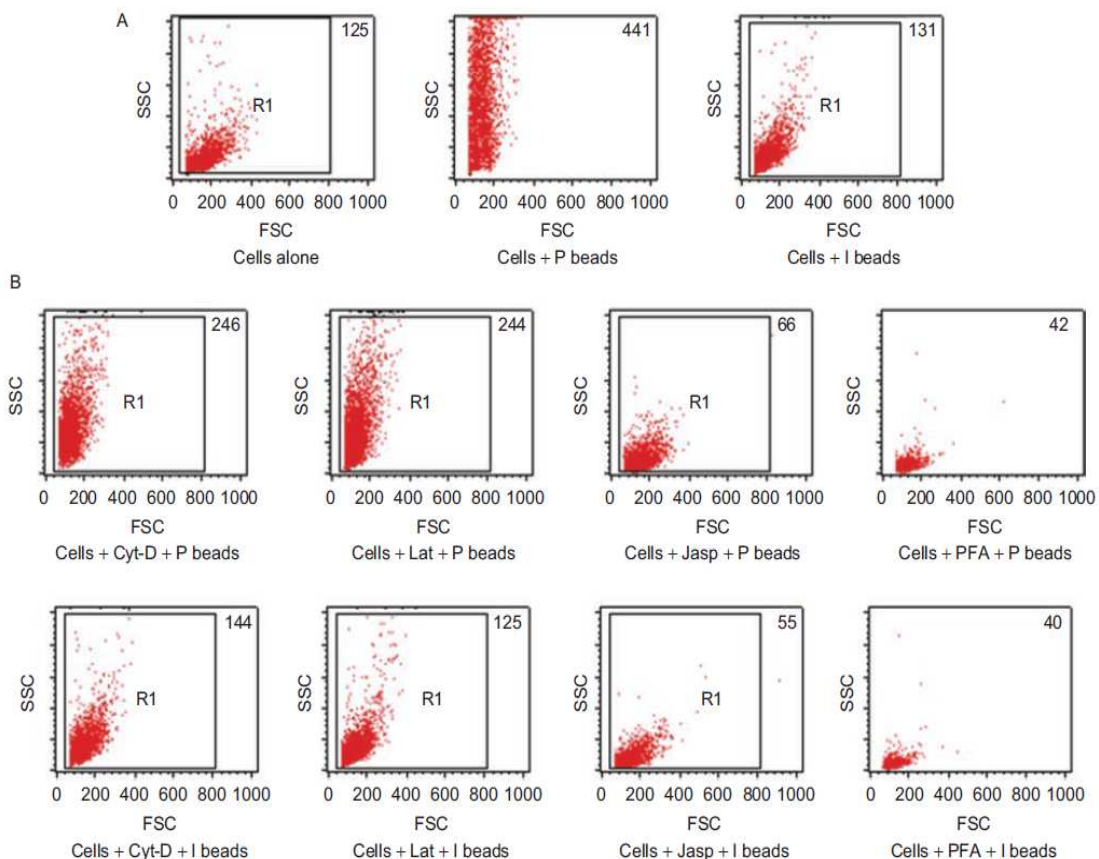 A
125
441
131
SSC
SSC
SSC
R1
R1
0 200 400 600 800 1000
0 200 400 600 800 1000
0 200 400 600 800 1000
FSC
FSC
FSC
Cells alone
Cells + P beads
Cells + I beads
B
246
244
66
42
SSC
SSC
SSC
SSC
R1
R1
R1
0 200 400 600 800 1000
0 200 400 600 800 1000
0 200 400 600 800 1000
0 200 400 600 800 1000
FSC
FSC
FSC
FSC
Cells + Cyt-D + P beads
Cells + Lat + P beads
Cells + Jasp + P beads
Cells + PFA + P beads
144
125
55
40
SSC
SSC
SSC
SSC
R1
R1
R1
0 200 400 600 800 1000
0 200 400 600 800 1000
0 200 400 600 800 1000
0 200 400 600 800 1000
FSC
FSC
FSC
FSC
Cells + Cyt-D + I beads
Cells + Lat + I beads
Cells + Jasp + I beads
Cells + PFA + I beads